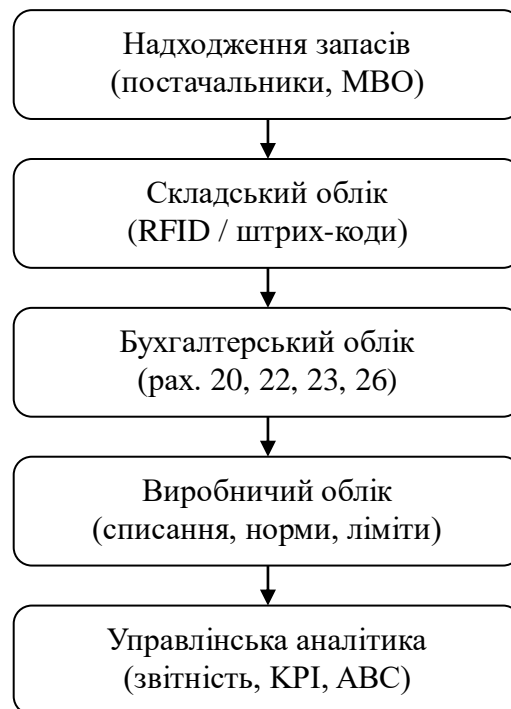 Надходження запасів
(постачальники, МВО)
Складський облік
(RFID / штрих-коди)
Бухгалтерський облік
(рах. 20, 22, 23, 26)
Виробничий облік
(списання, норми, ліміти)
Управлінська аналітика
(звітність, KPI, ABC)